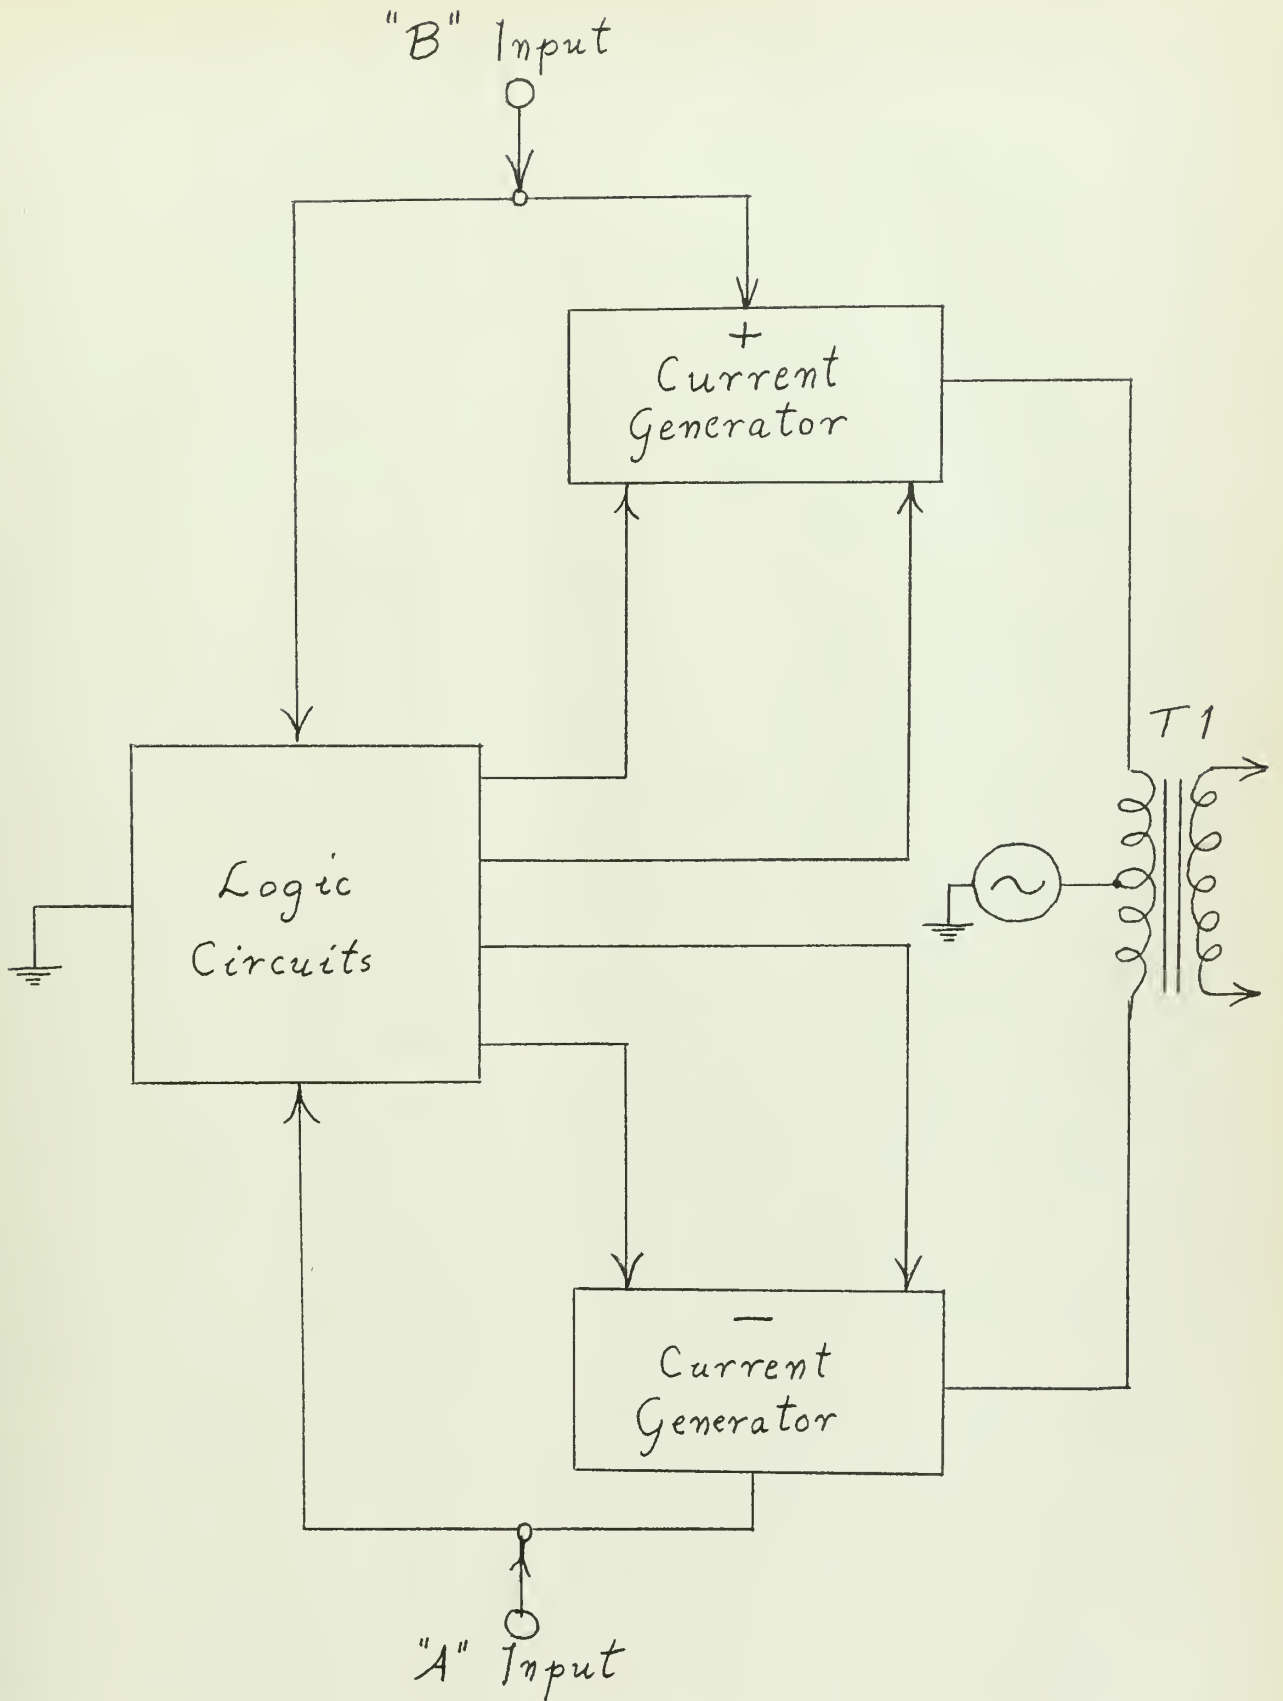 "B" Input
+
Current
Generator
T1
Logic
Circuits
−
Current
Generator
"A" Input